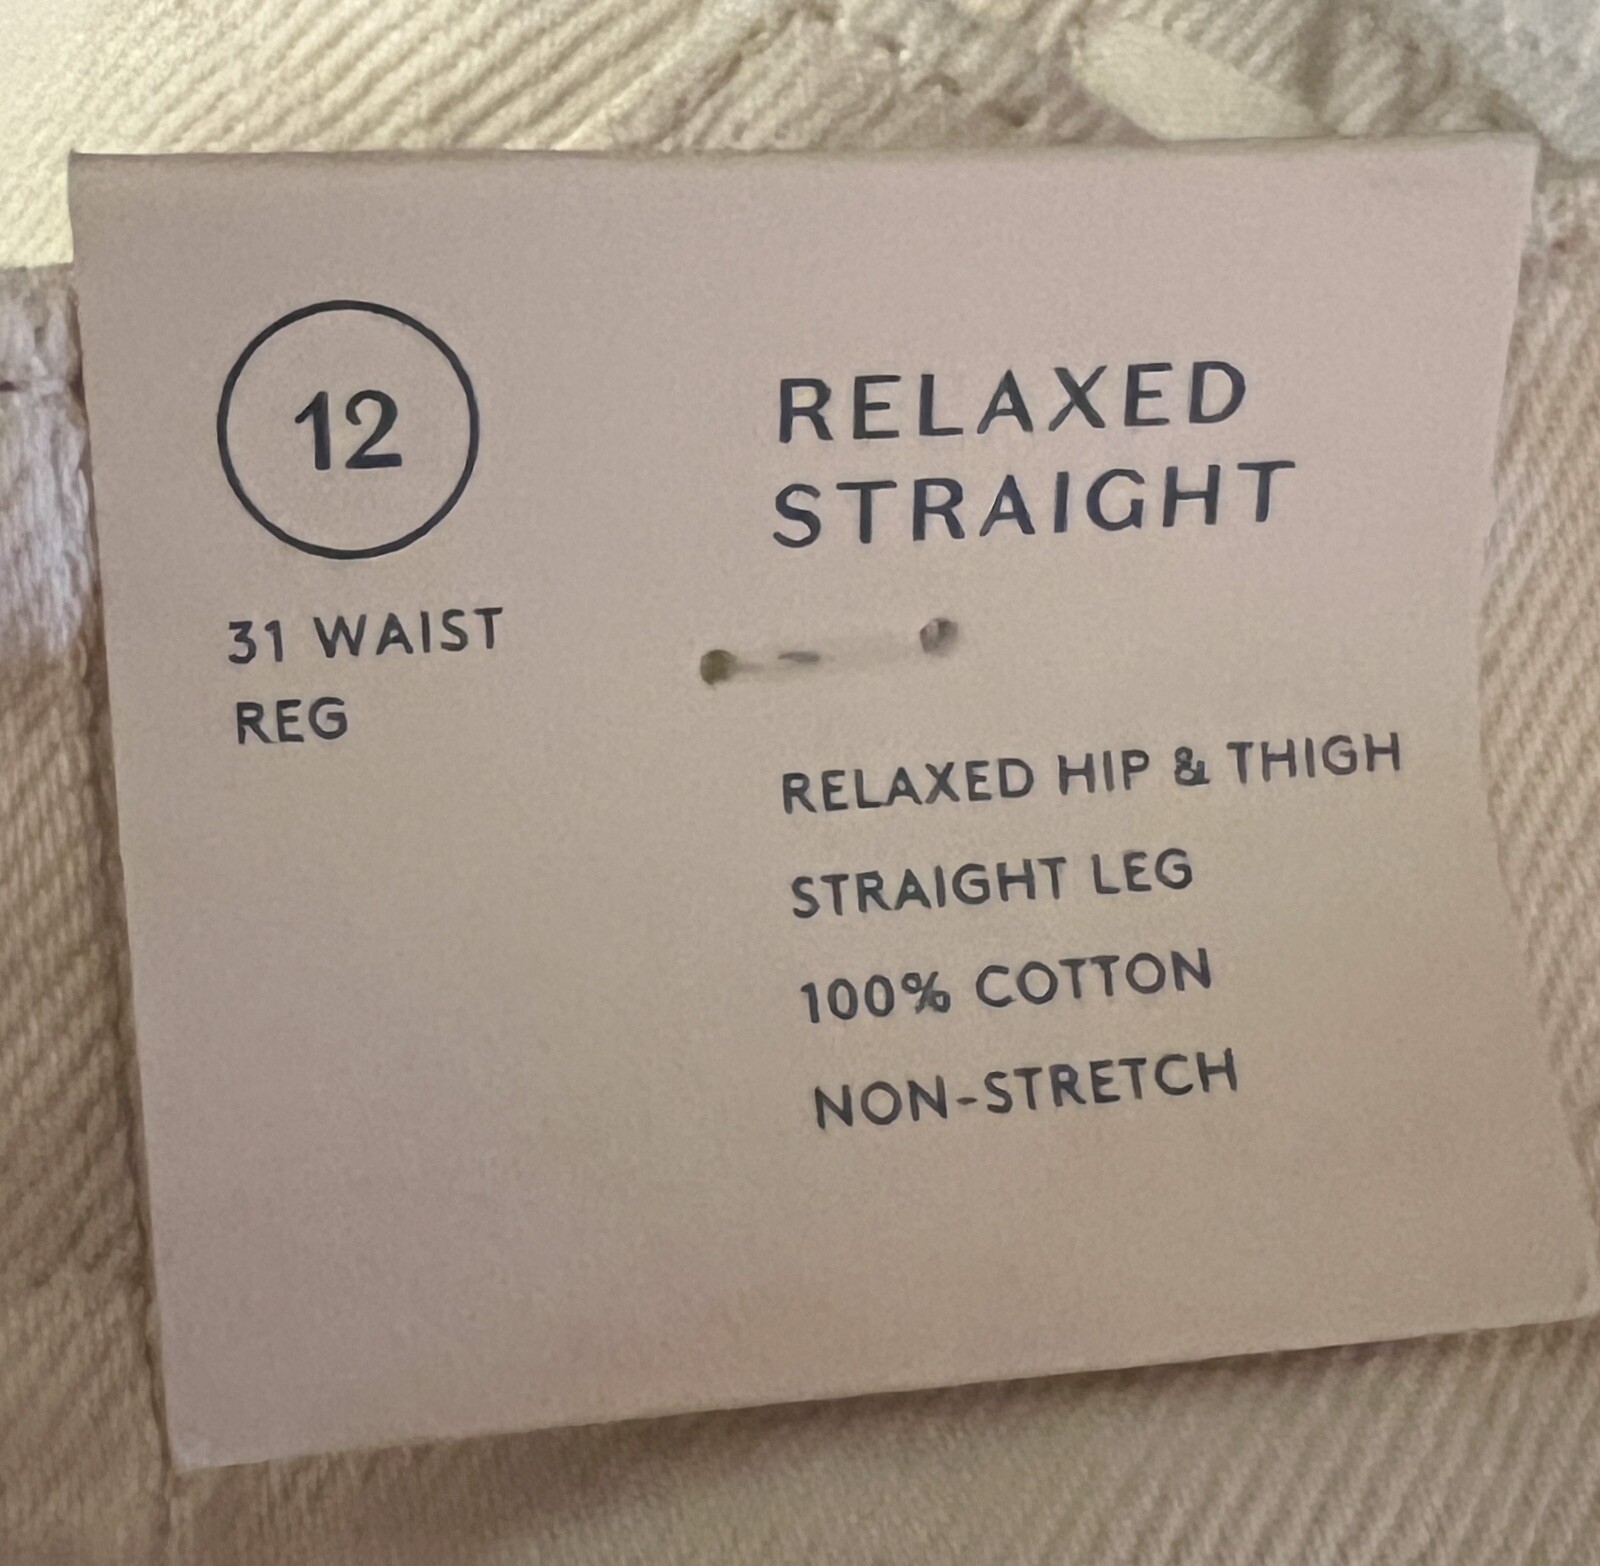 12
31 WAIST
REG
RELAXED
STRAIGHT
RELAXED HIP & THIGH
STRAIGHT LEG
100% COTTON
NON-STRETCH